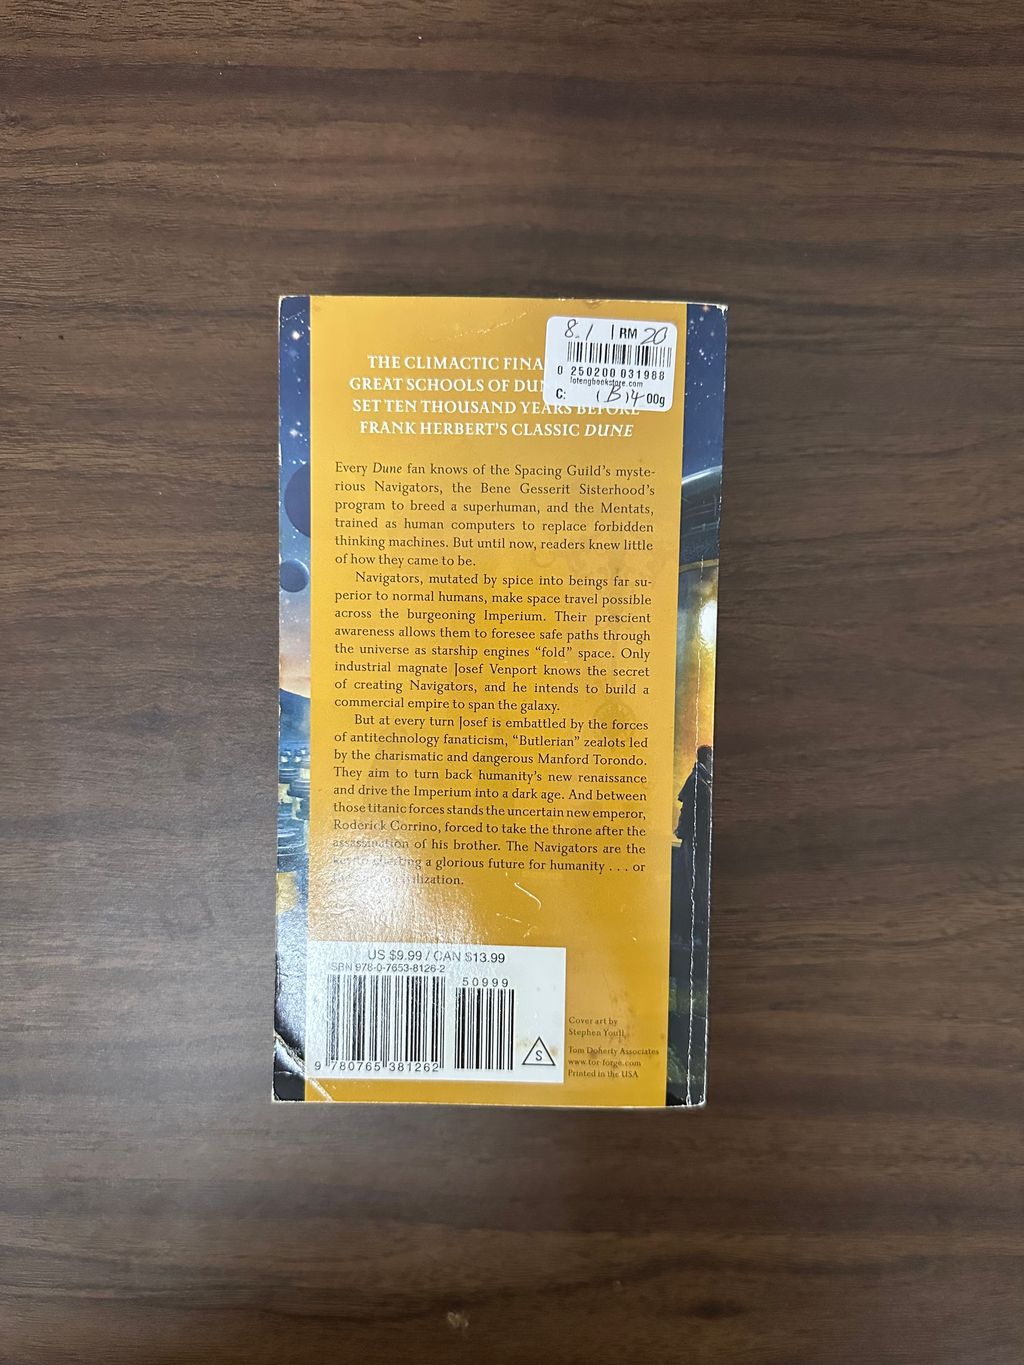 8.1 | RM 20
0 250200 031988
lotengbookstore.com
C: 00g
THE CLIMACTIC
GREAT SCHOOLS OF
SET TEN THOUSAND YEARS BEFORE
FRANK HERBERT'S CLASSIC DUNE
Every Dune fan knows of the Spacing Guild's myste-
rious Navigators, the Bene Gesserit Sisterhood's
program to breed a superhuman, and the Mentats,
trained as human computers to replace forbidden
thinking machines. But until now, readers knew little
of how they came to be.
Navigators, mutated by spice into beings far su-
perior to normal humans, make space travel possible
across the burgeoning Imperium. Their prescient
awareness allows them to foresee safe paths through
the universe as starship engines “fold” space. Only
industrial magnate Josef Venport knows the secret
of creating Navigators, and he intends to build a
commercial empire to span the galaxy.
But at every turn Josef is embattled by the forces
of antitechnology fanaticism, “Butlerian” zealots led
by the charismatic and dangerous Manford Torondo.
They aim to turn back humanity's new renaissance
and drive the Imperium into a dark age. And between
those titanic forces stands the uncertain new emperor,
Roderick Corrino, forced to take the throne after the
assassination of his brother. The Navigators are the
a glorious future for humanity . . . or
US $9.99 / CAN $13.99
ISBN 978-0-7653-8126-2
50999
9 780765 381262
S
Cover art by
Stephen Youll
Tom Doherty Associates
www.tor-forge.com
Printed in the USA